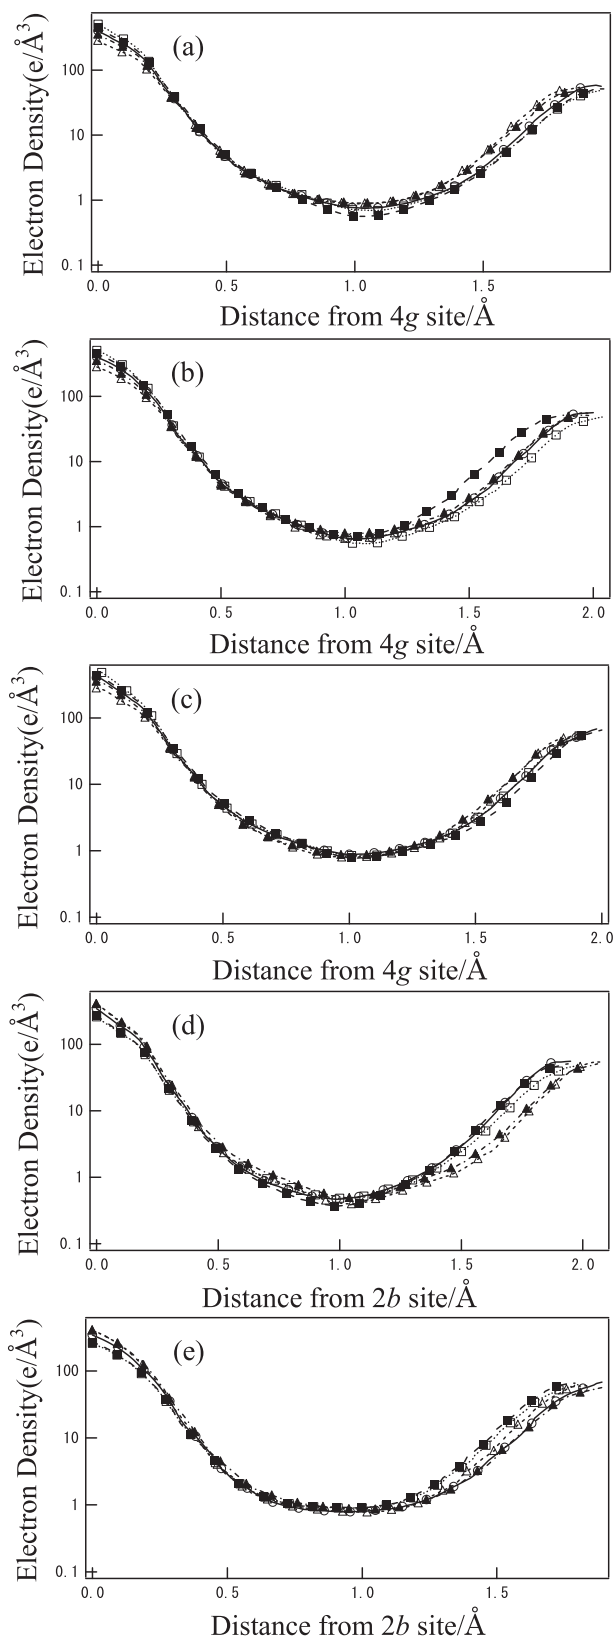 Electron Density(e/Å³)
(a)
100
10
1
0.1
0.0 0.5 1.0 1.5
Distance from 4g site/Å
Electron Density(e/Å³)
(b)
100
10
1
0.1
0.0 0.5 1.0 1.5 2.0
Distance from 4g site/Å
Electron Density(e/Å³)
(c)
100
10
1
0.1
0.0 0.5 1.0 1.5 2.0
Distance from 4g site/Å
Electron Density(e/Å³)
(d)
100
10
1
0.1
0.0 0.5 1.0 1.5 2.0
Distance from 2b site/Å
Electron Density(e/Å³)
(e)
100
10
1
0.1
0.0 0.5 1.0 1.5
Distance from 2b site/Å